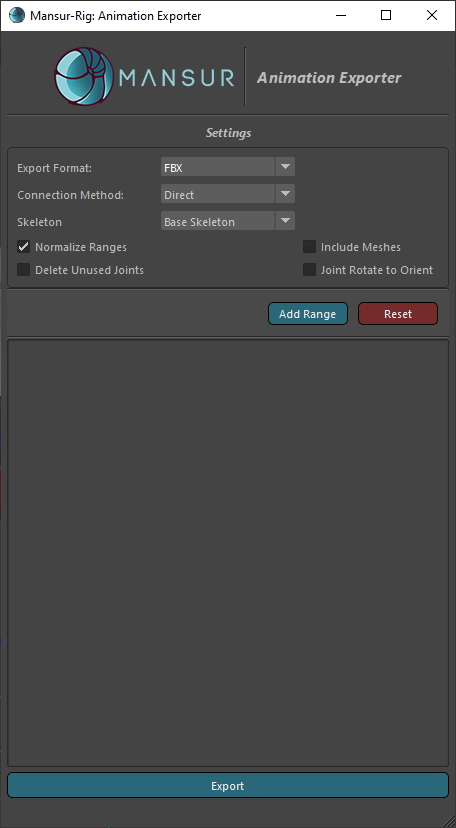 Mansur-Rig: Animation Exporter
MANSUR
Animation Exporter
Settings
Export Format:
FBX
Connection Method:
Direct
Skeleton
Base Skeleton
Normalize Ranges
Include Meshes
Delete Unused Joints
Joint Rotate to Orient
Add Range
Reset
Export